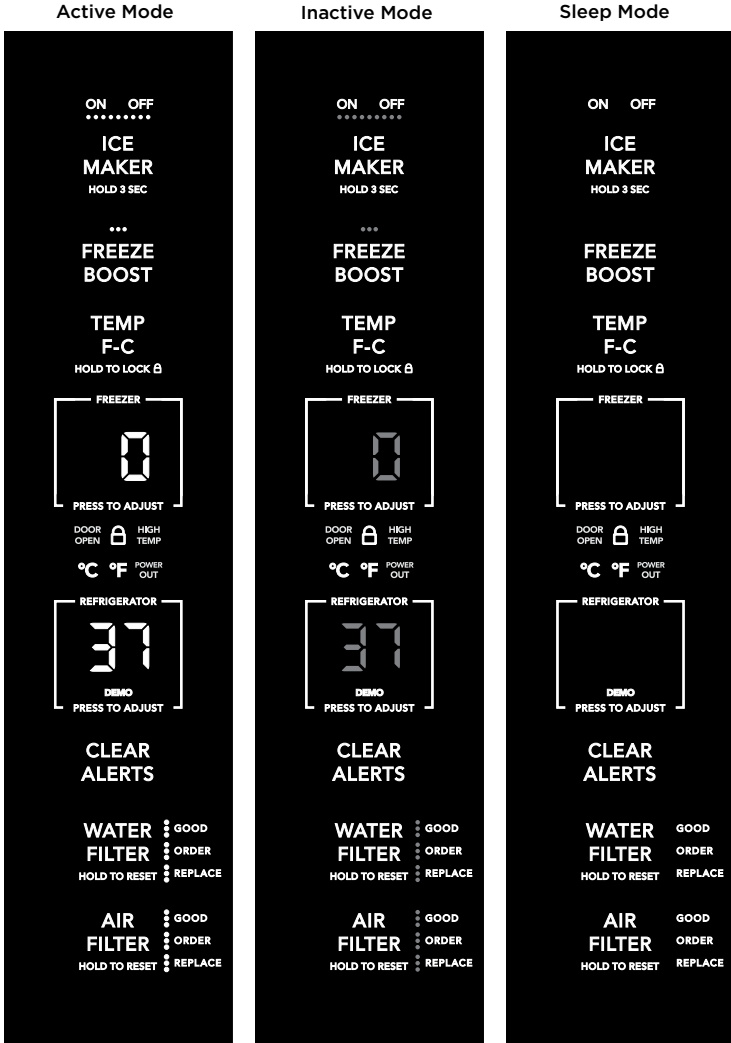 Active Mode
ON OFF
ICE
MAKER
HOLD 3 SEC
FREEZE
BOOST
TEMP
F-C
HOLD TO LOCK
FREEZER
0
PRESS TO ADJUST
DOOR OPEN HIGH TEMP
°C °F POWER OUT
REFRIGERATOR
37
DEMO
PRESS TO ADJUST
CLEAR
ALERTS
WATER GOOD
FILTER ORDER
HOLD TO RESET REPLACE
AIR GOOD
FILTER ORDER
HOLD TO RESET REPLACE
Inactive Mode
ON OFF
ICE
MAKER
HOLD 3 SEC
FREEZE
BOOST
TEMP
F-C
HOLD TO LOCK
FREEZER
0
PRESS TO ADJUST
DOOR OPEN HIGH TEMP
°C °F POWER OUT
REFRIGERATOR
37
DEMO
PRESS TO ADJUST
CLEAR
ALERTS
WATER GOOD
FILTER ORDER
HOLD TO RESET REPLACE
AIR GOOD
FILTER ORDER
HOLD TO RESET REPLACE
Sleep Mode
ON OFF
ICE
MAKER
HOLD 3 SEC
FREEZE
BOOST
TEMP
F-C
HOLD TO LOCK
FREEZER
PRESS TO ADJUST
DOOR OPEN HIGH TEMP
°C °F POWER OUT
REFRIGERATOR
DEMO
PRESS TO ADJUST
CLEAR
ALERTS
WATER GOOD
FILTER ORDER
HOLD TO RESET REPLACE
AIR GOOD
FILTER ORDER
HOLD TO RESET REPLACE